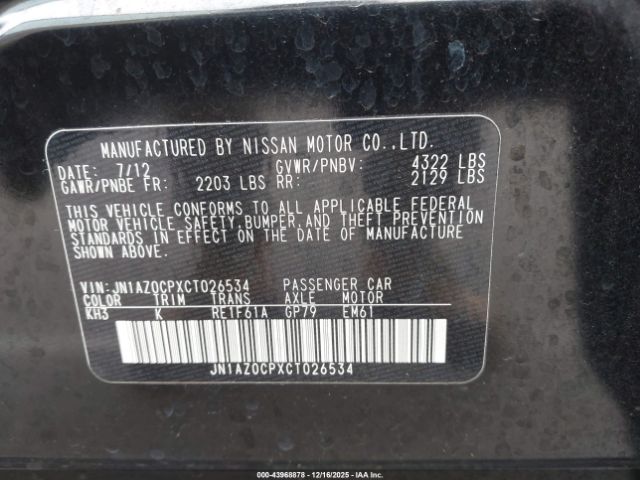 MANUFACTURED BY NISSAN MOTOR CO.,LTD.
DATE: 7/12 GVWR/PNBV: 4322 LBS
GAWR/PNBE FR: 2203 LBS RR: 2129 LBS
THIS VEHICLE CONFORMS TO ALL APPLICABLE FEDERAL
MOTOR VEHICLE SAFETY,BUMPER,AND THEFT PREVENTION
STANDARDS IN EFFECT ON THE DATE OF MANUFACTURE
SHOWN ABOVE.
VIN:JN1AZ0CPXCT026534 PASSENGER CAR
COLOR TRIM TRANS AXLE MOTOR
KH3 K RE1F61A GP79 EM61
JN1AZ0CPXCT026534
000-43968878 - 12/16/2025 - IAA Inc.